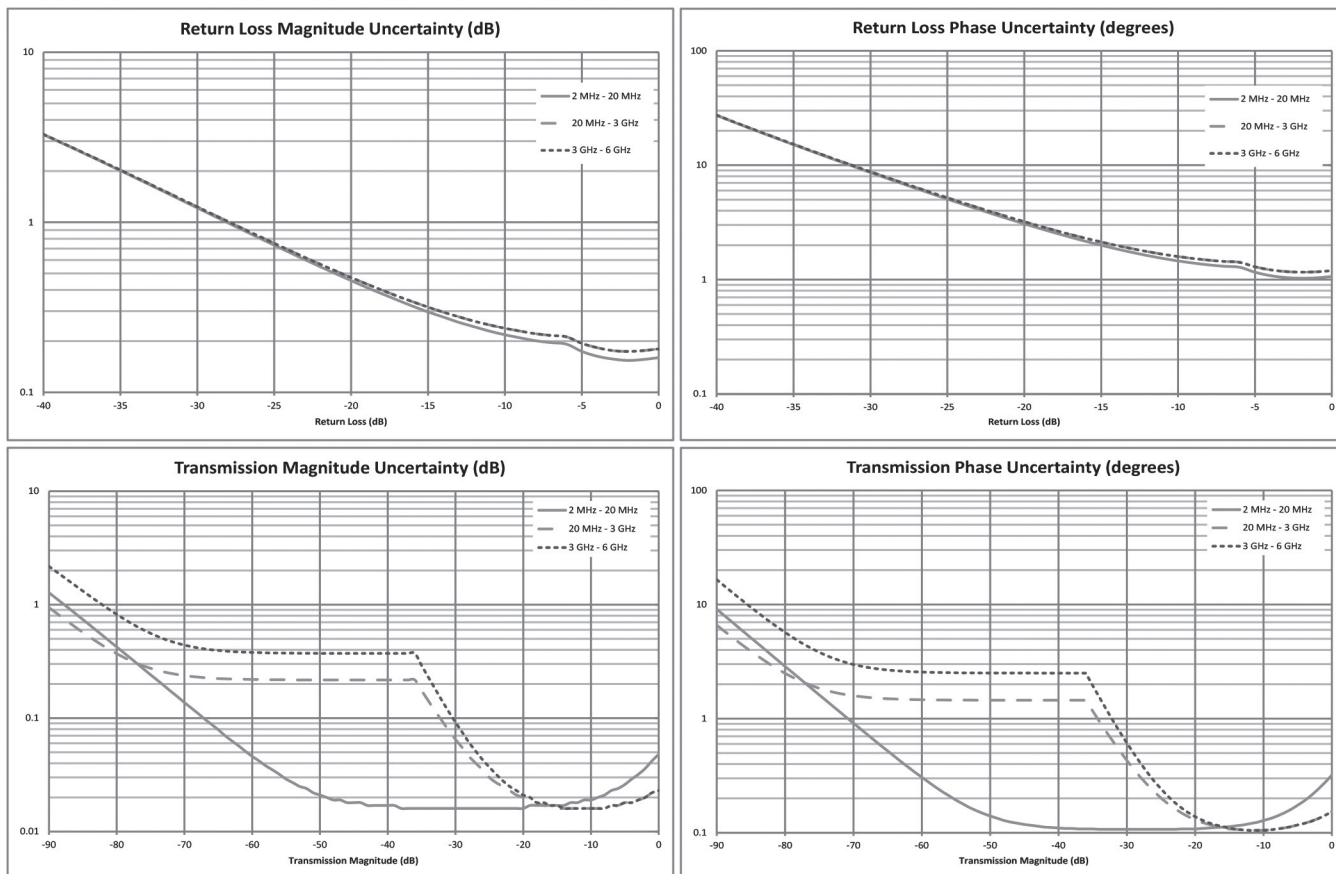 Return Loss Magnitude Uncertainty (dB)
10
1
0.1
2 MHz - 20 MHz
20 MHz - 3 GHz
3 GHz - 6 GHz
-40 -35 -30 -25 -20 -15 -10 -5 0
Return Loss (dB)
Return Loss Phase Uncertainty (degrees)
100
10
1
0.1
2 MHz - 20 MHz
20 MHz - 3 GHz
3 GHz - 6 GHz
-40 -35 -30 -25 -20 -15 -10 -5 0
Return Loss (dB)
Transmission Magnitude Uncertainty (dB)
10
1
0.1
0.01
2 MHz - 20 MHz
20 MHz - 3 GHz
3 GHz - 6 GHz
-90 -80 -70 -60 -50 -40 -30 -20 -10 0
Transmission Magnitude (dB)
Transmission Phase Uncertainty (degrees)
100
10
1
0.1
2 MHz - 20 MHz
20 MHz - 3 GHz
3 GHz - 6 GHz
-90 -80 -70 -60 -50 -40 -30 -20 -10 0
Transmission Magnitude (dB)